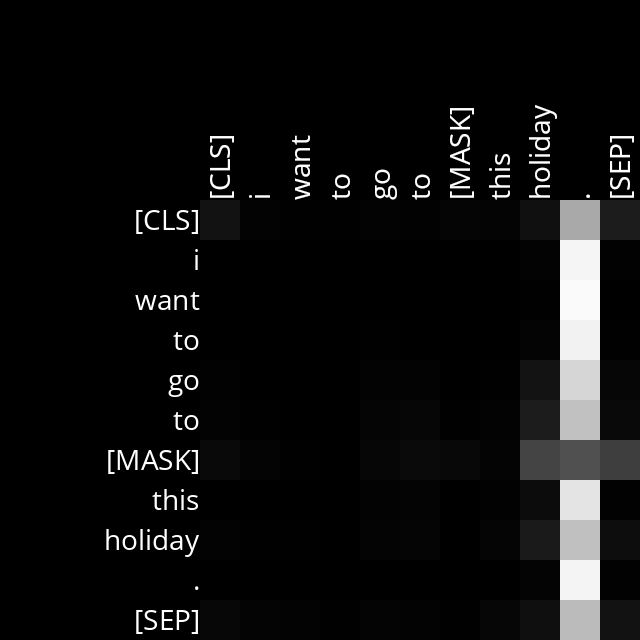 [CLS]
i
want
to
go
to
[MASK]
this
holiday
.
[SEP]
[CLS]
i
want
to
go
to
[MASK]
this
holiday
.
[SEP]